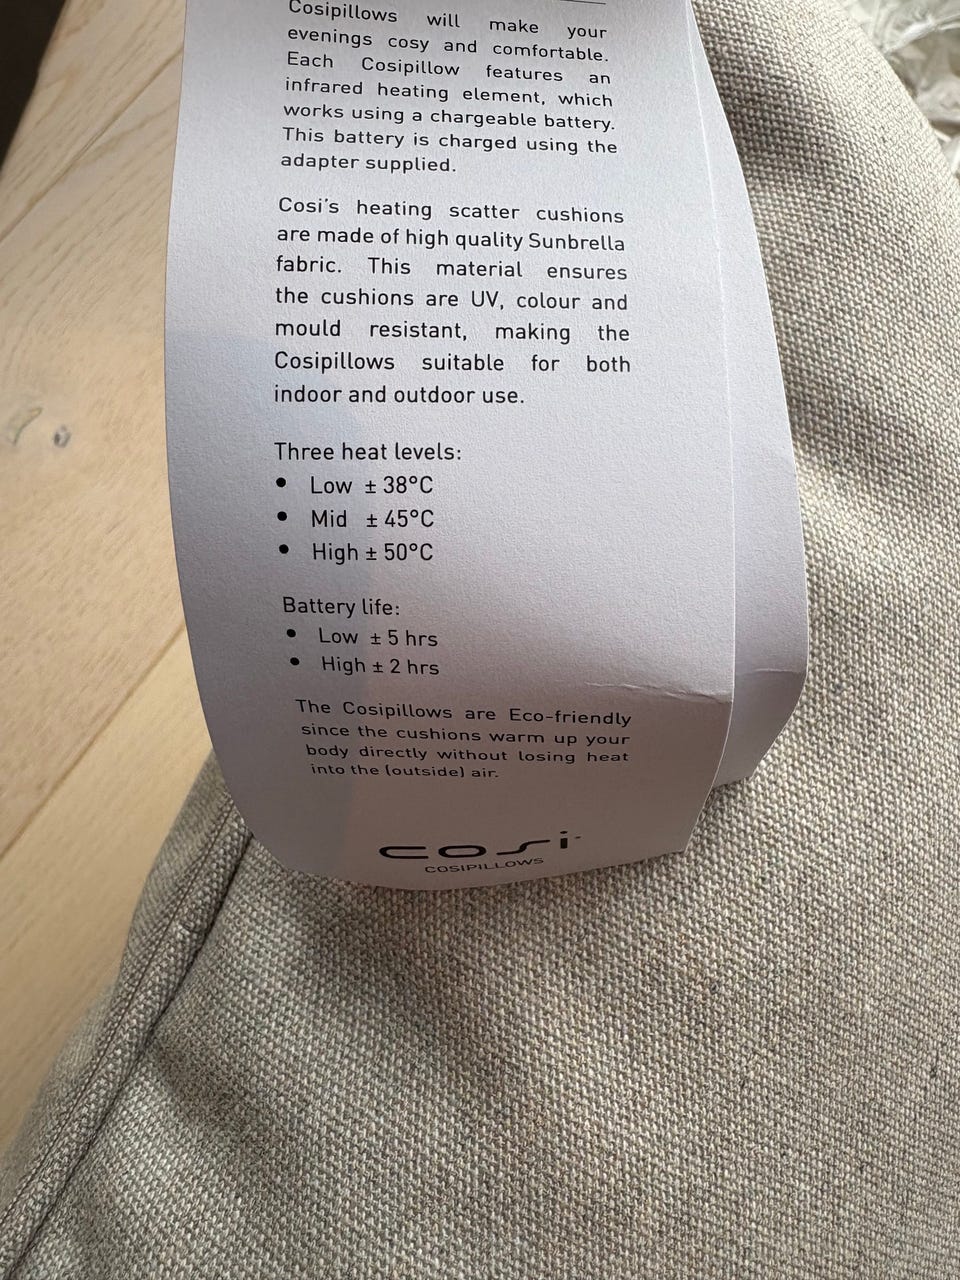 Cosipillows will make your
evenings cosy and comfortable.
Each Cosipillow features an
infrared heating element, which
works using a chargeable battery.
This battery is charged using the
adapter supplied.
Cosi's heating scatter cushions
are made of high quality Sunbrella
fabric. This material ensures
the cushions are UV, colour and
mould resistant, making the
Cosipillows suitable for both
indoor and outdoor use.
Three heat levels:
• Low ± 38°C
• Mid ± 45°C
• High ± 50°C
Battery life:
• Low ± 5 hrs
• High ± 2 hrs
The Cosipillows are Eco-friendly
since the cushions warm up your
body directly without losing heat
into the (outside) air.
cosi
COSIPILLOWS